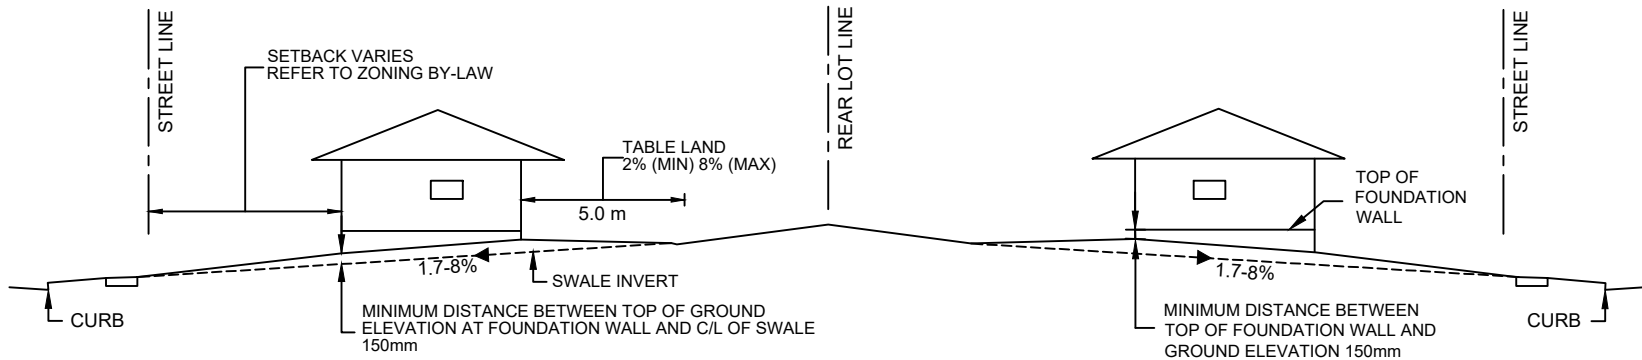 STREET LINE
SETBACK VARIES
REFER TO ZONING BY-LAW
TABLE LAND
2% (MIN) 8% (MAX)
5.0 m
REAR LOT LINE
STREET LINE
TOP OF
FOUNDATION
WALL
1.7-8%
SWALE INVERT
1.7-8%
CURB
MINIMUM DISTANCE BETWEEN TOP OF GROUND
ELEVATION AT FOUNDATION WALL AND C/L OF SWALE
150mm
MINIMUM DISTANCE BETWEEN
TOP OF FOUNDATION WALL AND
GROUND ELEVATION 150mm
CURB